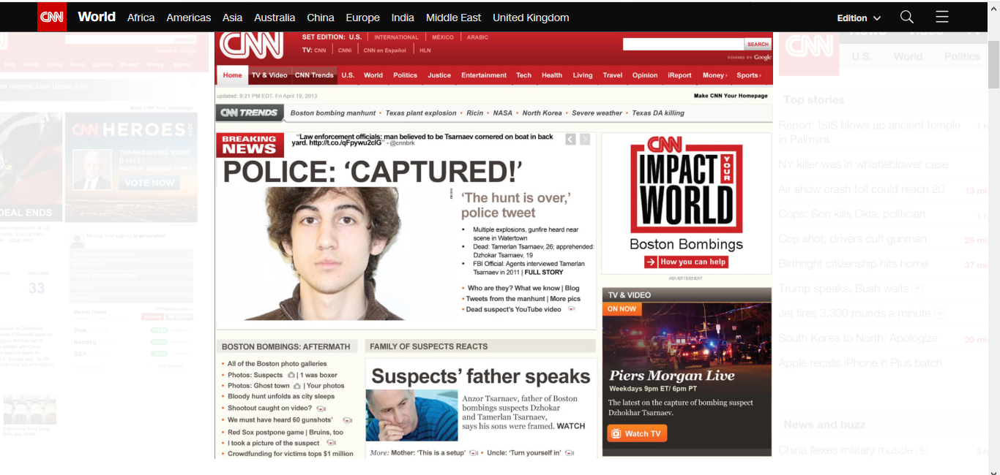 CNN World Africa Americas Asia Australia China Europe India Middle East United Kingdom Edition
CNN SET EDITION: U.S. INTERNATIONAL MÉXICO ARABIC
TV: CNN CNNi CNN en Español HLN
SEARCH
POWERED BY Google
Home TV & Video CNN Trends U.S. World Politics Justice Entertainment Tech Health Living Travel Opinion iReport Money Sports
updated: 9:21 PM EDT, Fri April 19, 2013
Make CNN Your Homepage
CNN TRENDS Boston bombing manhunt • Texas plant explosion • Ricin • NASA • North Korea • Severe weather • Texas DA killing
BREAKING NEWS
"Law enforcement officials: man believed to be Tsarnaev cornered on boat in back
yard. http://t.co./qFpywu2clG" - @cnnbrk
POLICE: ‘CAPTURED!’
‘The hunt is over,’
police tweet
• Multiple explosions, gunfire heard near
scene in Watertown
• Dead: Tamerlan Tsarnaev, 26; apprehended:
Dzhokar Tsarnaev, 19
• FBI Official: Agents interviewed Tamerlan
Tsarnaev in 2011 | FULL STORY
• Who are they? What we know | Blog
• Tweets from the manhunt | More pics
• Dead suspect's YouTube video
CNN
IMPACT YOUR
WORLD
Boston Bombings
How you can help
ADVERTISEMENT
TV & VIDEO
ON NOW
Piers Morgan Live
Weekdays 9pm ET/ 6pm PT
The latest on the capture of bombing suspect
Dzhokhar Tsarnaev.
Watch TV
BOSTON BOMBINGS: AFTERMATH
• All of the Boston photo galleries
• Photos: Suspects | 1 was boxer
• Photos: Ghost town | Your photos
• Bloody hunt unfolds as city sleeps
• Shootout caught on video?
• We must have heard 60 gunshots’
• Red Sox postpone game | Bruins, too
• I took a picture of the suspect
• Crowdfunding for victims tops $1 million
FAMILY OF SUSPECTS REACTS
Suspects’ father speaks
Anzor Tsarnaev, father of Boston
bombings suspects Dzhokar
and Tamerlan Tsarnaev,
says his sons were framed. WATCH
More: Mother: ‘This is a setup’ • Uncle: ‘Turn yourself in’
CNN HEROES
THANKSGIVING NIGHT
8 PM ET
HOSTED BY ANDERSON COOPER
VOTE NOW
DEAL ENDS
rescued
33
Markets Closed
Dow
Nasdaq
S&P
CNN
U.S. World Politics
Top stories
Report: ISIS blows up ancient temple
in Palmyra
NY killer was in whistleblower case
Air show crash toll could reach 20 13 mi
Cops: Son kills Okla. politician
Cop shot, drivers cuff gunman 25 mi
Birthright citizenship hits home 37 mi
Trump speaks, Bush waits
Jet fires 3,300 rounds a minute
South Korea to North: Apologize 30 mi
Apple recalls iPhone 6 Plus batch
News and buzz
China flexes military muscle